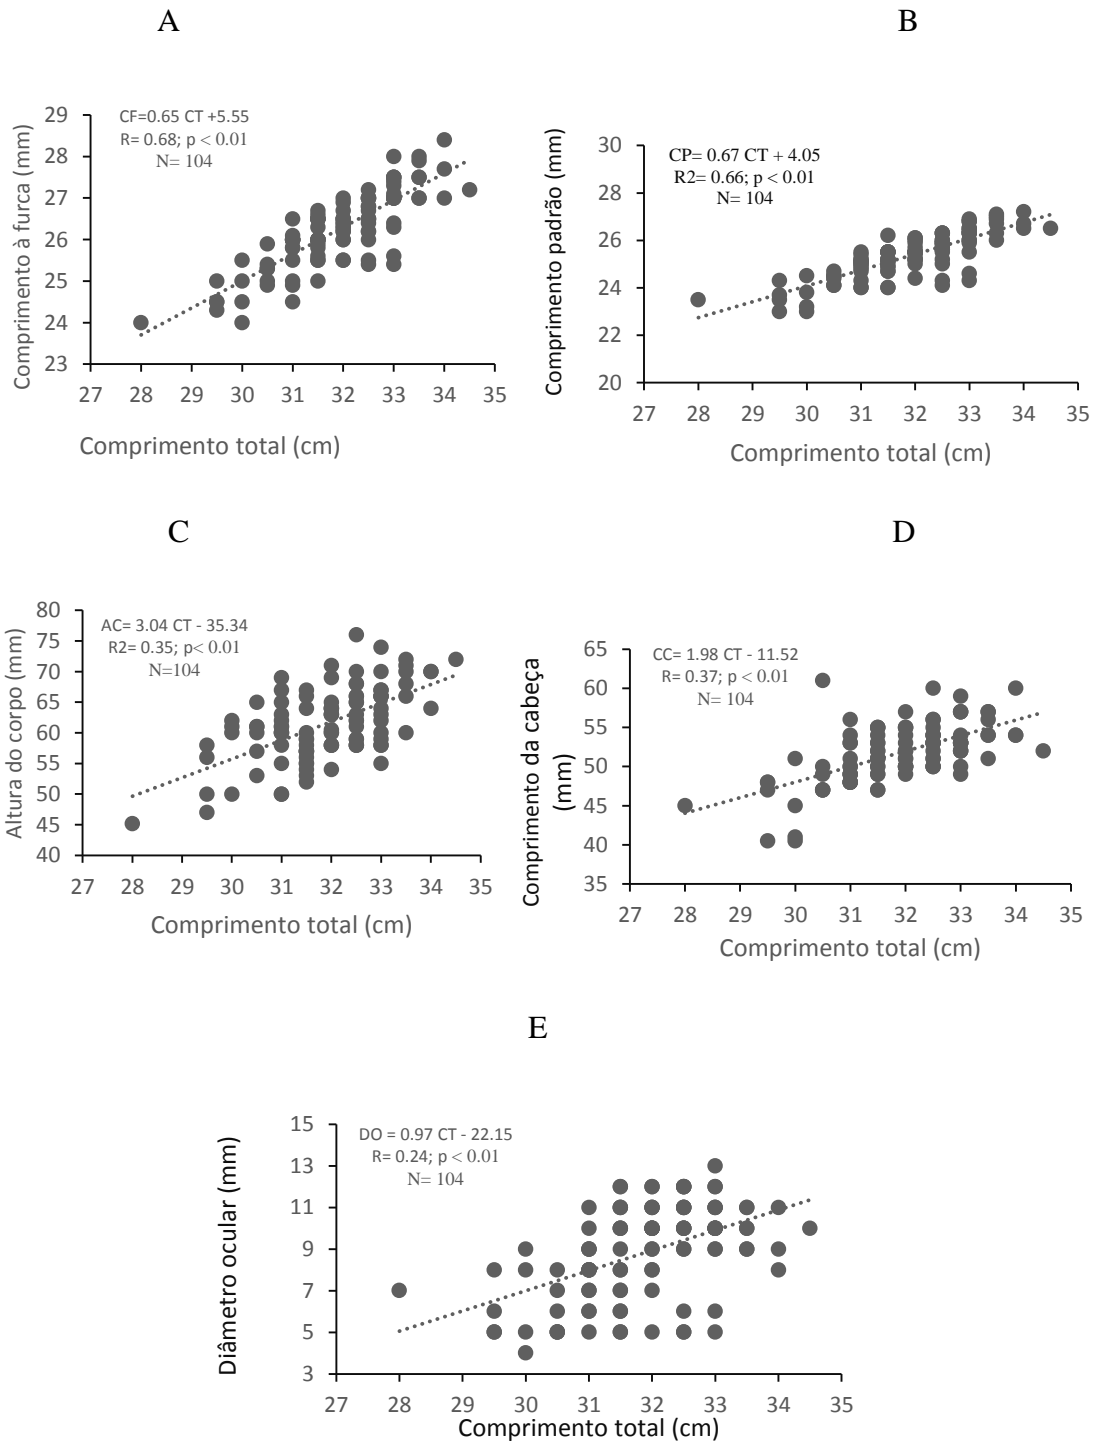 A
B
CF=0.65 CT +5.55
R= 0.68; p < 0.01
N= 104
Comprimento à furca (mm)
29
28
27
26
25
24
23
27 28 29 30 31 32 33 34 35
Comprimento total (cm)
CP= 0.67 CT + 4.05
R2= 0.66; p < 0.01
N= 104
Comprimento padrão (mm)
30
28
26
24
22
20
27 28 29 30 31 32 33 34 35
Comprimento total (cm)
C
D
AC= 3.04 CT - 35.34
R2= 0.35; p< 0.01
N=104
Altura do corpo (mm)
80
75
70
65
60
55
50
45
40
27 28 29 30 31 32 33 34 35
Comprimento total (cm)
CC= 1.98 CT - 11.52
R= 0.37; p < 0.01
N= 104
Comprimento da cabeça
(mm)
65
60
55
50
45
40
35
27 28 29 30 31 32 33 34 35
Comprimento total (cm)
E
DO = 0.97 CT - 22.15
R= 0.24; p < 0.01
N= 104
Diâmetro ocular (mm)
15
13
11
9
7
5
3
27 28 29 30 31 32 33 34 35
Comprimento total (cm)